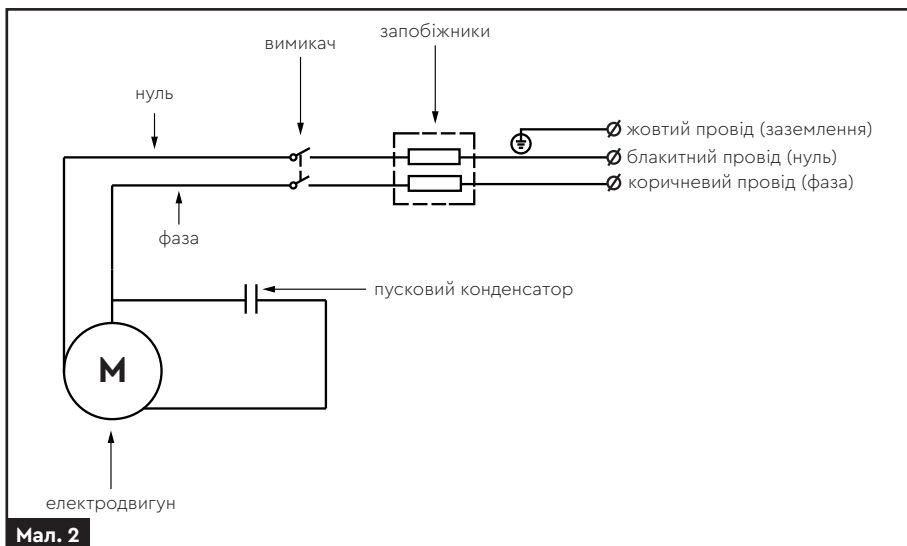 запобіжники
вимикач
нуль
жовтий провід (заземлення)
блакитний провід (нуль)
коричневий провід (фаза)
фаза
пусковий конденсатор
М
електродвигун
Мал. 2